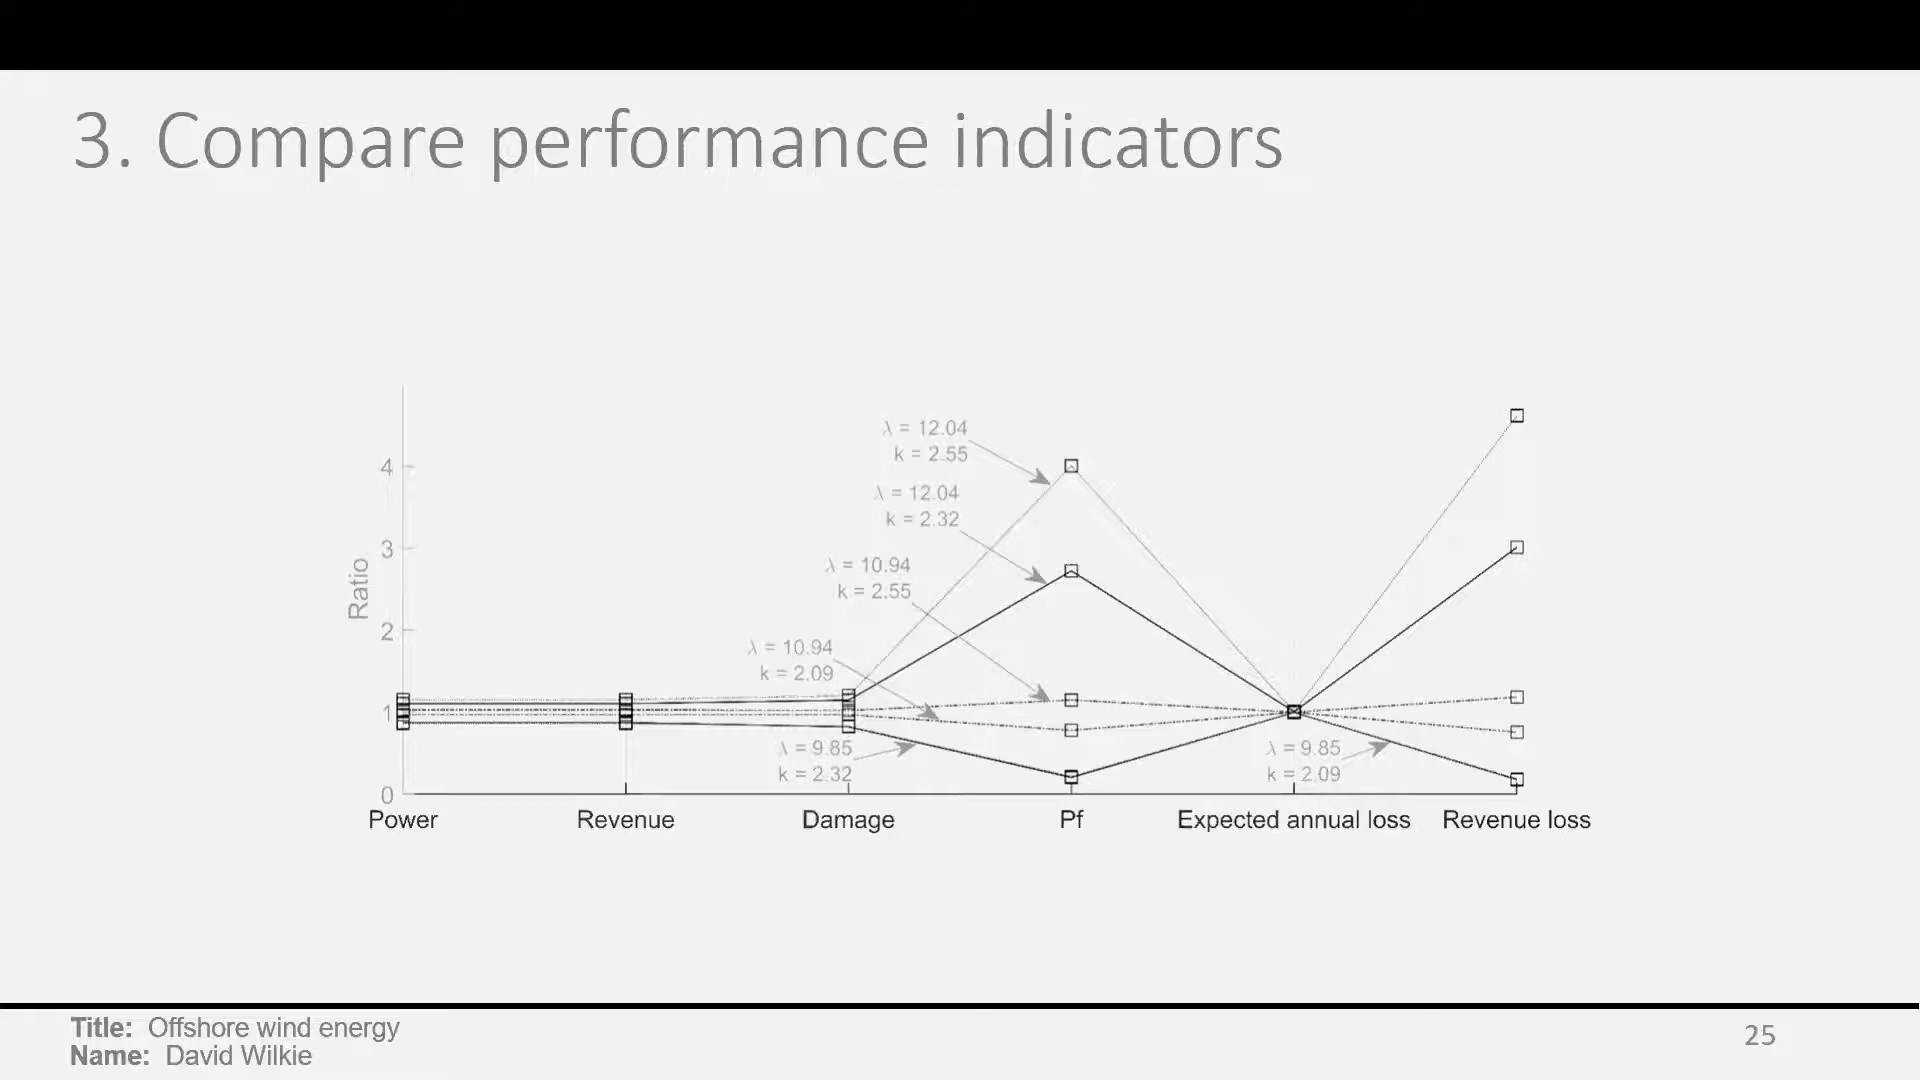 3. Compare performance indicators
λ = 12.04
k = 2.55
λ = 12.04
k = 2.32
λ = 10.94
k = 2.55
λ = 10.94
k = 2.09
λ = 9.85
k = 2.32
λ = 9.85
k = 2.09
Ratio
4
3
2
1
0
Power Revenue Damage Pf Expected annual loss Revenue loss
Title: Offshore wind energy
Name: David Wilkie
25